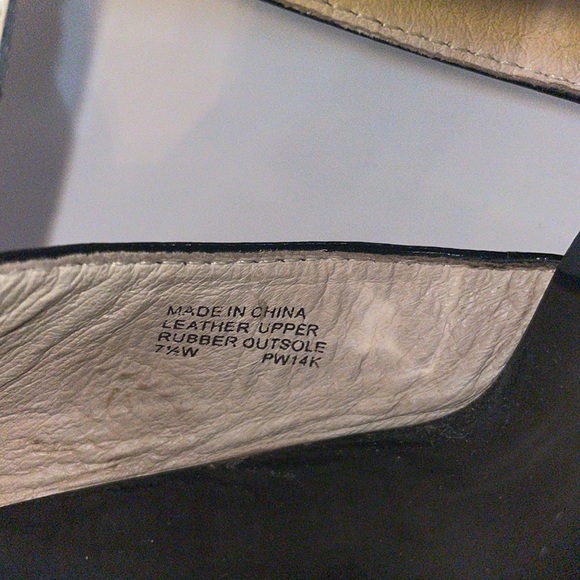 MADE IN CHINA
LEATHER UPPER
RUBBER OUTSOLE
7½W PW14K